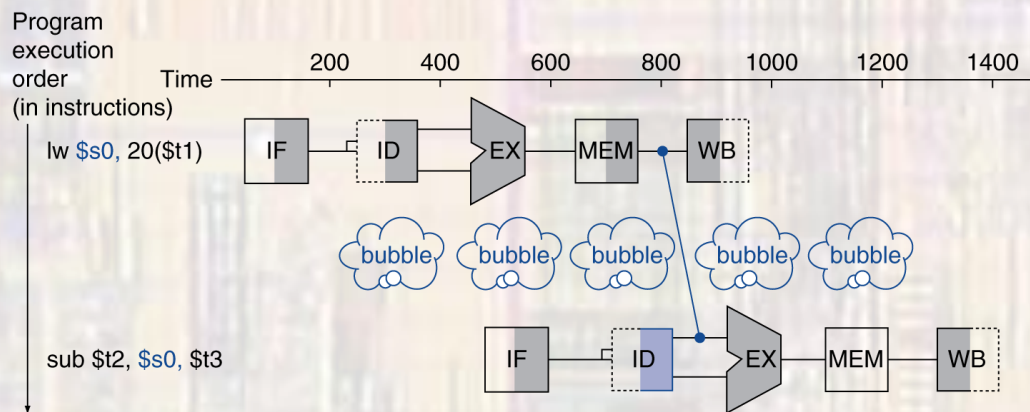 Program
execution
order
(in instructions)
Time
200 400 600 800 1000 1200 1400
lw $s0, 20($t1)
IF ID EX MEM WB
bubble bubble bubble bubble bubble
sub $t2, $s0, $t3
IF ID EX MEM WB